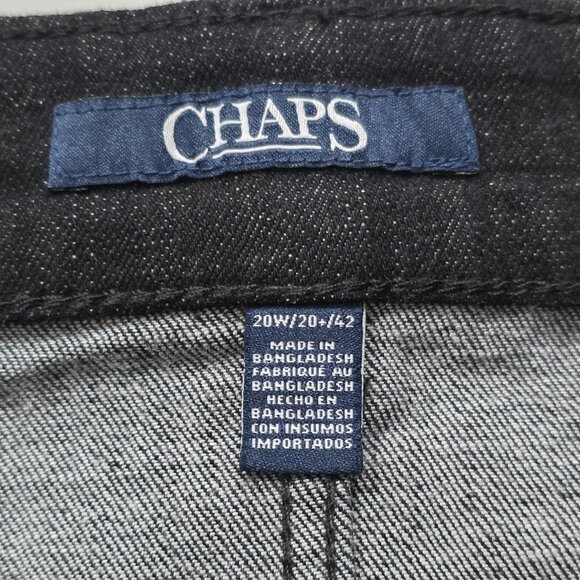 CHAPS
20W/20+/42
MADE IN
BANGLADESH
FABRIQUÉ AU
BANGLADESH
HECHO EN
BANGLADESH
CON INSUMOS
IMPORTADOS